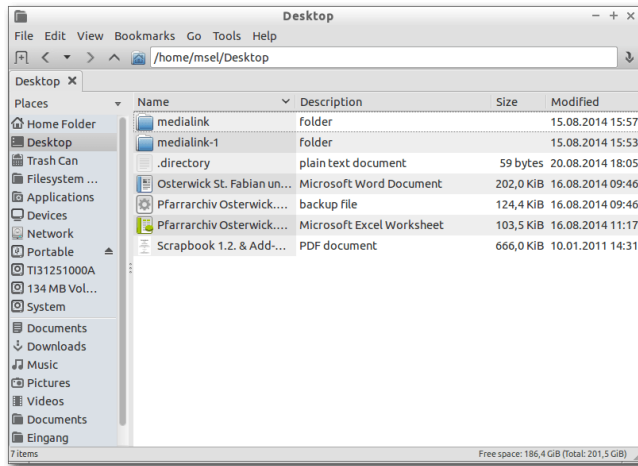 Desktop
File Edit View Bookmarks Go Tools Help
/home/msel/Desktop
Desktop
Places
Name Description Size Modified
Home Folder
medialink folder 15.08.2014 15:57
Desktop
medialink-1 folder 15.08.2014 15:53
Trash Can
.directory plain text document 59 bytes 20.08.2014 18:05
Filesystem ...
Osterwick St. Fabian un... Microsoft Word Document 202,0 KiB 16.08.2014 09:46
Applications
Pfarrarchiv Osterwick.... backup file 124,4 KiB 16.08.2014 09:46
Devices
Pfarrarchiv Osterwick.... Microsoft Excel Worksheet 103,5 KiB 16.08.2014 11:17
Network
Scrapbook 1.2. & Add-... PDF document 666,0 KiB 10.01.2011 14:31
Portable
TI31251000A
134 MB Vol...
System
Documents
Downloads
Music
Pictures
Videos
Documents
Eingang
7 items Free space: 186,4 GiB (Total: 201,5 GiB)